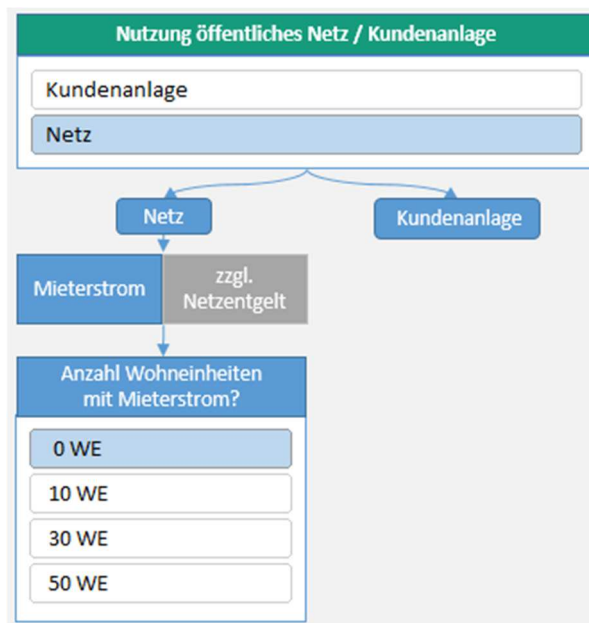 Nutzung öffentliches Netz / Kundenanlage
Kundenanlage
Netz
Netz
Kundenanlage
Mieterstrom
zzgl.
Netzentgelt
Anzahl Wohneinheiten
mit Mieterstrom?
0 WE
10 WE
30 WE
50 WE